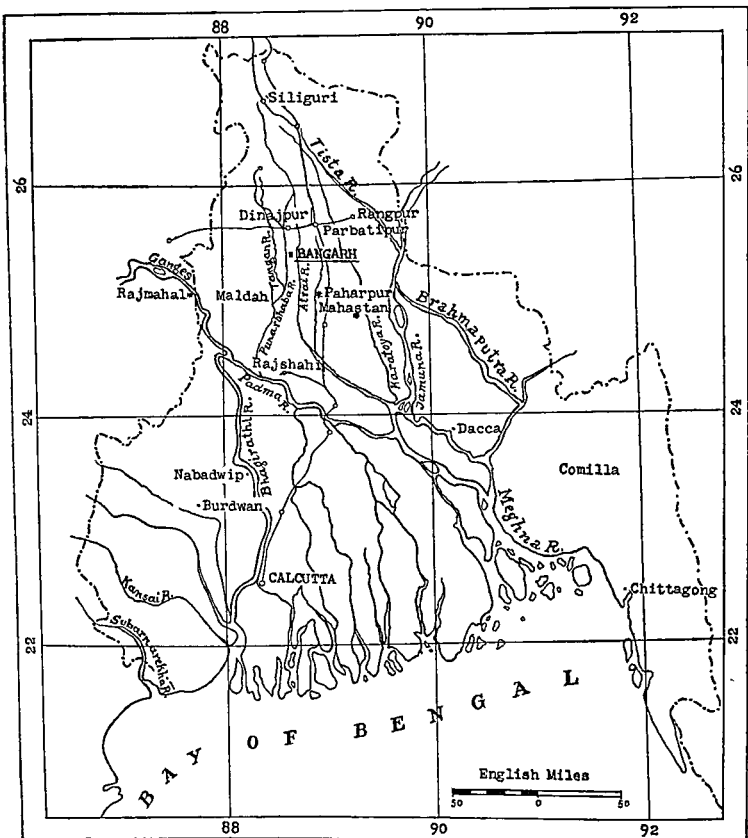 88
90
92
Siliguri
Tista R.
26
26
Dinajpur
Rangpur
Parbatipur
BANGARH
Ganges
Tangan R.
Rajmahal
Maldah
Punarbhaba R.
Atrai R.
Paharpur
Mahastan
Brahmaputra R.
Karatoya R.
Jamuna R.
Rajshahi
Padma R.
24
24
Dacca
Bhagirathi R.
Nabadwip
Comilla
Burdwan
Meghna R.
Kansai R.
CALCUTTA
Chittagong
Subarnarekha R.
22
22
BAY OF BENGAL
English Miles
50
0
50
88
90
92